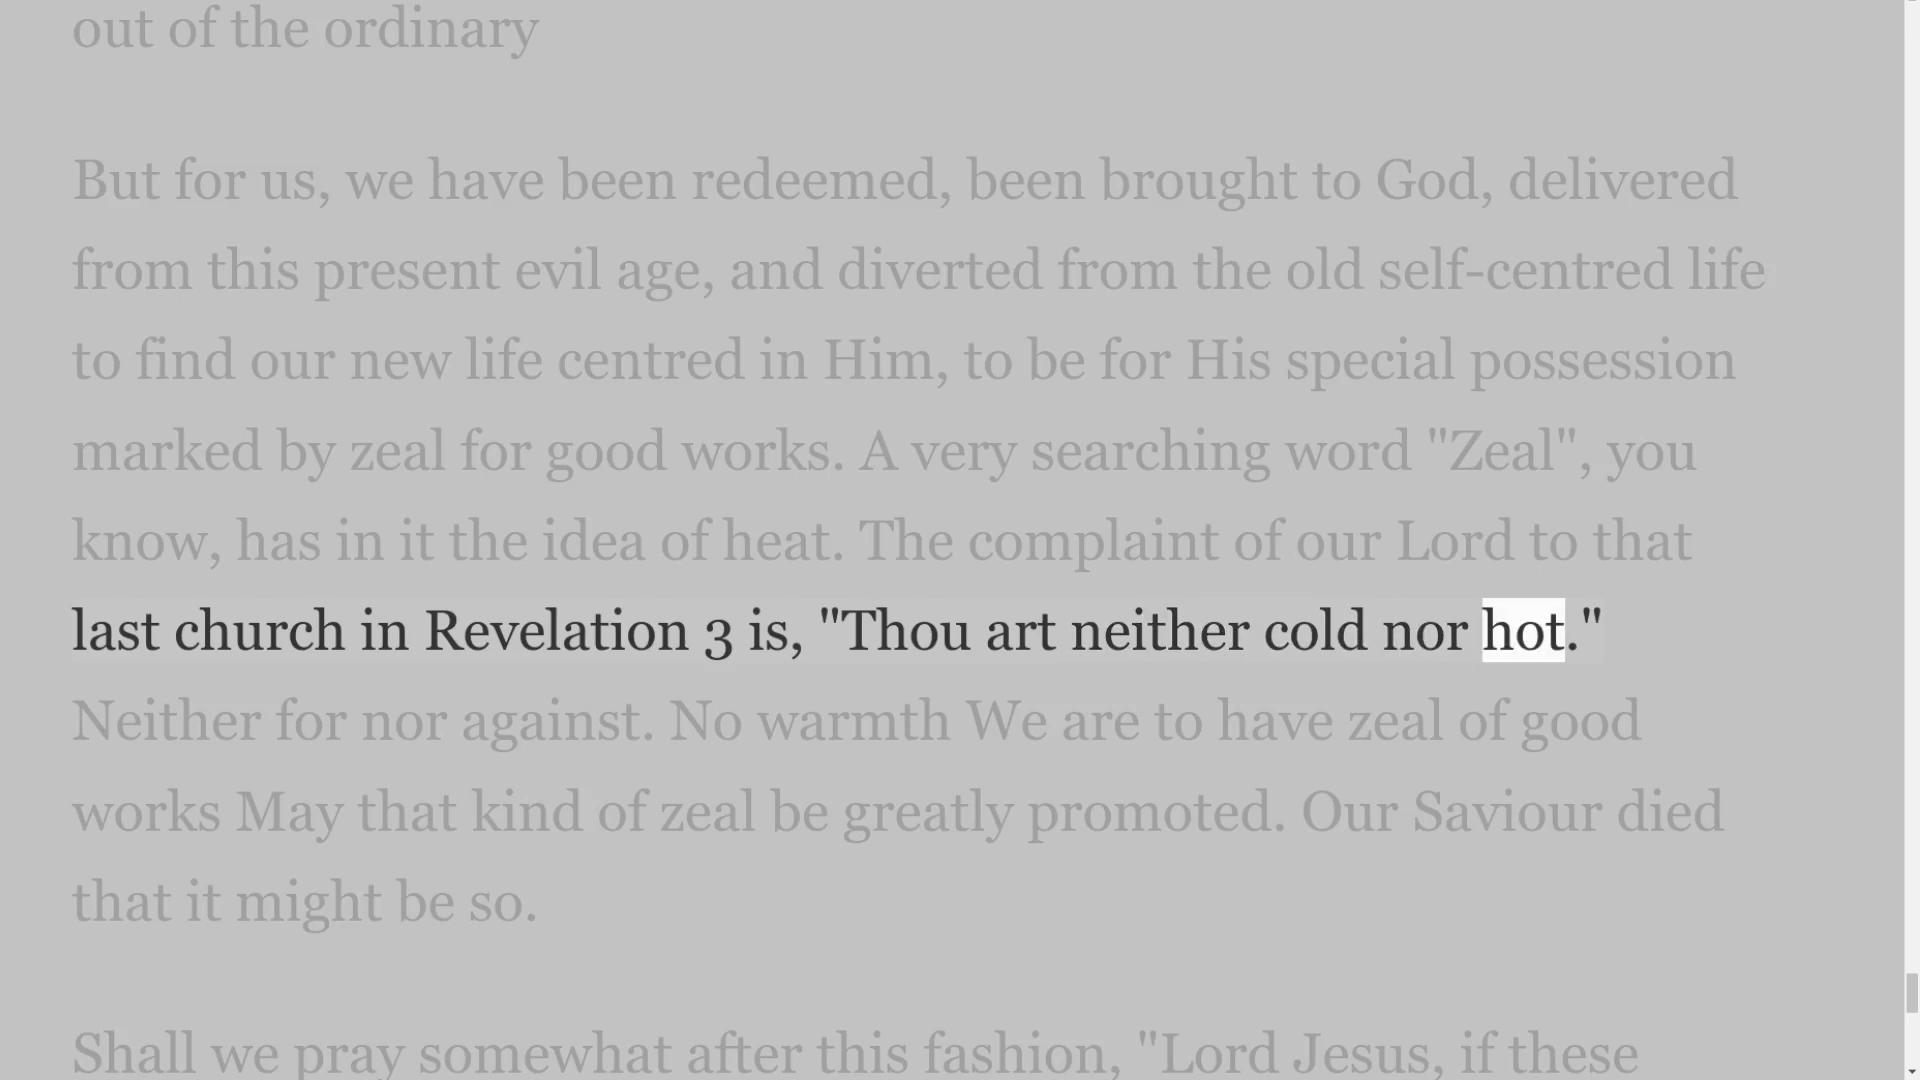 out of the ordinary
But for us, we have been redeemed, been brought to God, delivered
from this present evil age, and diverted from the old self-centred life
to find our new life centred in Him, to be for His special possession
marked by zeal for good works. A very searching word "Zeal", you
know, has in it the idea of heat. The complaint of our Lord to that
last church in Revelation 3 is, "Thou art neither cold nor hot."
Neither for nor against. No warmth We are to have zeal of good
works May that kind of zeal be greatly promoted. Our Saviour died
that it might be so.
Shall we pray somewhat after this fashion, "Lord Jesus, if these